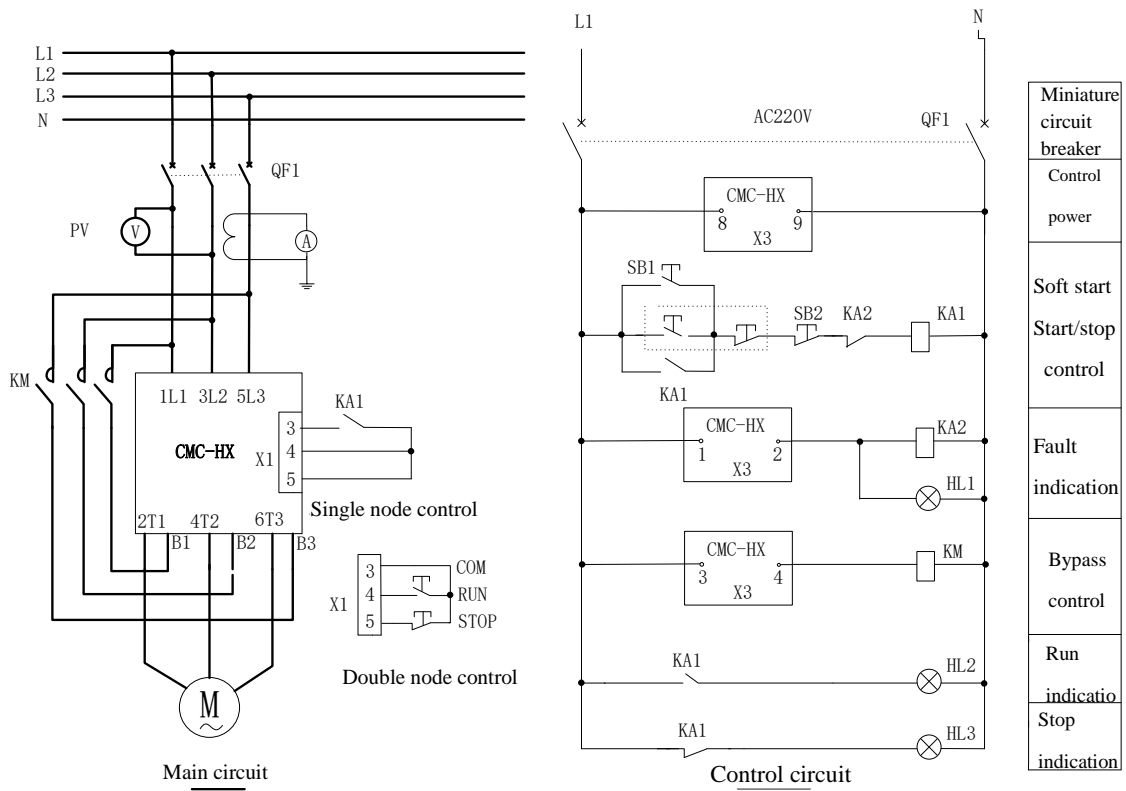 L1
L2
L3
N
QF1
PV
V
A
KM
1L1 3L2 5L3
CMC-HX
X1
3
4
5
KA1
Single node control
2T1 4T2 6T3
B1 B2 B3
X1
3 COM
4 RUN
5 STOP
Double node control
M
Main circuit
L1 N
AC220V
QF1
CMC-HX
8 9
X3
SB1
SB2
KA2
KA1
KA1
CMC-HX
1 2
X3
KA2
HL1
CMC-HX
3 4
X3
KM
KA1
HL2
KA1
HL3
Control circuit
Miniature
circuit
breaker
Control
power
Soft start
Start/stop
control
Fault
indication
Bypass
control
Run
indicatio
Stop
indication